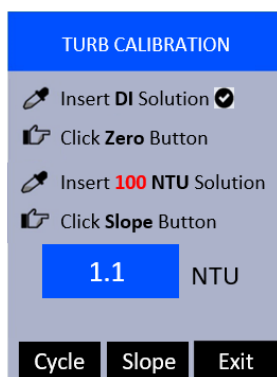 TURB CALIBRATION
Insert DI Solution
Click Zero Button
Insert 100 NTU Solution
Click Slope Button
1.1 NTU
Cycle Slope Exit